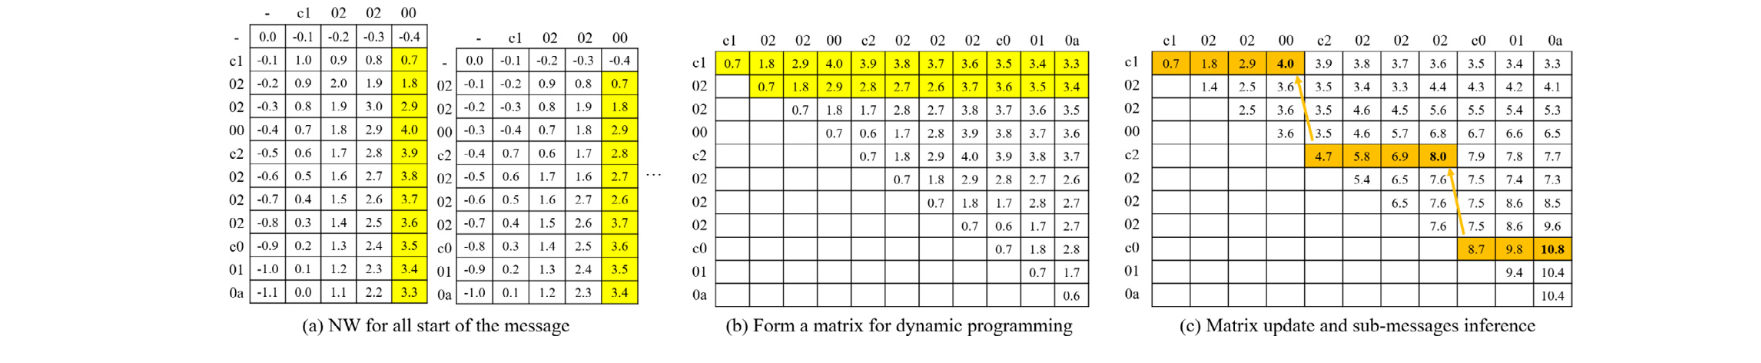 - c1 02 02 00
- 0.0 -0.1 -0.2 -0.3 -0.4
c1 -0.1 1.0 0.9 0.8 0.7
02 -0.2 0.9 2.0 1.9 1.8
02 -0.3 0.8 1.9 3.0 2.9
00 -0.4 0.7 1.8 2.9 4.0
c2 -0.5 0.6 1.7 2.8 3.9
02 -0.6 0.5 1.6 2.7 3.8
02 -0.7 0.4 1.5 2.6 3.7
02 -0.8 0.3 1.4 2.5 3.6
c0 -0.9 0.2 1.3 2.4 3.5
01 -1.0 0.1 1.2 2.3 3.4
0a -1.1 0.0 1.1 2.2 3.3
- c1 02 02 00
- 0.0 -0.1 -0.2 -0.3 -0.4
02 -0.1 -0.2 0.9 0.8 0.7
02 -0.2 -0.3 0.8 1.9 1.8
00 -0.3 -0.4 0.7 1.8 2.9
c2 -0.4 0.7 0.6 1.7 2.8
02 -0.5 0.6 1.7 1.6 2.7
02 -0.6 0.5 1.6 2.7 2.6
02 -0.7 0.4 1.5 2.6 3.7
c0 -0.8 0.3 1.4 2.5 3.6
01 -0.9 0.2 1.3 2.4 3.5
0a -1.0 0.1 1.2 2.3 3.4
...
(a) NW for all start of the message
c1 02 02 00 c2 02 02 02 c0 01 0a
c1 0.7 1.8 2.9 4.0 3.9 3.8 3.7 3.6 3.5 3.4 3.3
02 0.7 1.8 2.9 2.8 2.7 2.6 3.7 3.6 3.5 3.4
02 0.7 1.8 1.7 2.8 2.7 3.8 3.7 3.6 3.5
00 0.7 0.6 1.7 2.8 3.9 3.8 3.7 3.6
c2 0.7 1.8 2.9 4.0 3.9 3.8 3.7
02 0.7 1.8 2.9 2.8 2.7 2.6
02 0.7 1.8 1.7 2.8 2.7
02 0.7 0.6 1.7 2.7
c0 0.7 1.8 2.8
01 0.7 1.7
0a 0.6
(b) Form a matrix for dynamic programming
c1 02 02 00 c2 02 02 02 c0 01 0a
c1 0.7 1.8 2.9 4.0 3.9 3.8 3.7 3.6 3.5 3.4 3.3
02 1.4 2.5 3.6 3.5 3.4 3.3 4.4 4.3 4.2 4.1
02 2.5 3.6 3.5 4.6 4.5 5.6 5.5 5.4 5.3
00 3.6 3.5 4.6 5.7 6.8 6.7 6.6 6.5
c2 4.7 5.8 6.9 8.0 7.9 7.8 7.7
02 5.4 6.5 7.6 7.5 7.4 7.3
02 6.5 7.6 7.5 8.6 8.5
02 7.6 7.5 8.6 9.6
c0 8.7 9.8 10.8
01 9.4 10.4
0a 10.4
(c) Matrix update and sub-messages inference